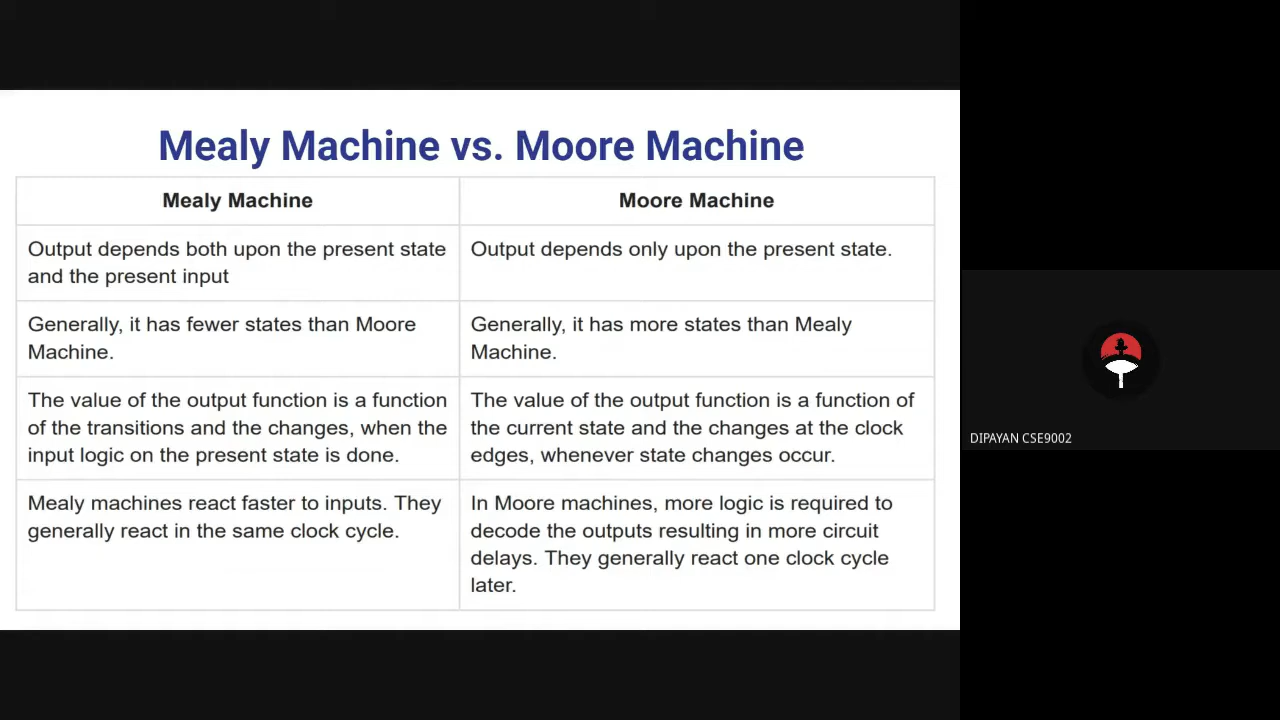 Mealy Machine vs. Moore Machine
Mealy Machine
Moore Machine
Output depends both upon the present state
and the present input
Output depends only upon the present state.
Generally, it has fewer states than Moore
Machine.
Generally, it has more states than Mealy
Machine.
The value of the output function is a function
of the transitions and the changes, when the
input logic on the present state is done.
The value of the output function is a function of
the current state and the changes at the clock
edges, whenever state changes occur.
Mealy machines react faster to inputs. They
generally react in the same clock cycle.
In Moore machines, more logic is required to
decode the outputs resulting in more circuit
delays. They generally react one clock cycle
later.
DIPAYAN CSE9002